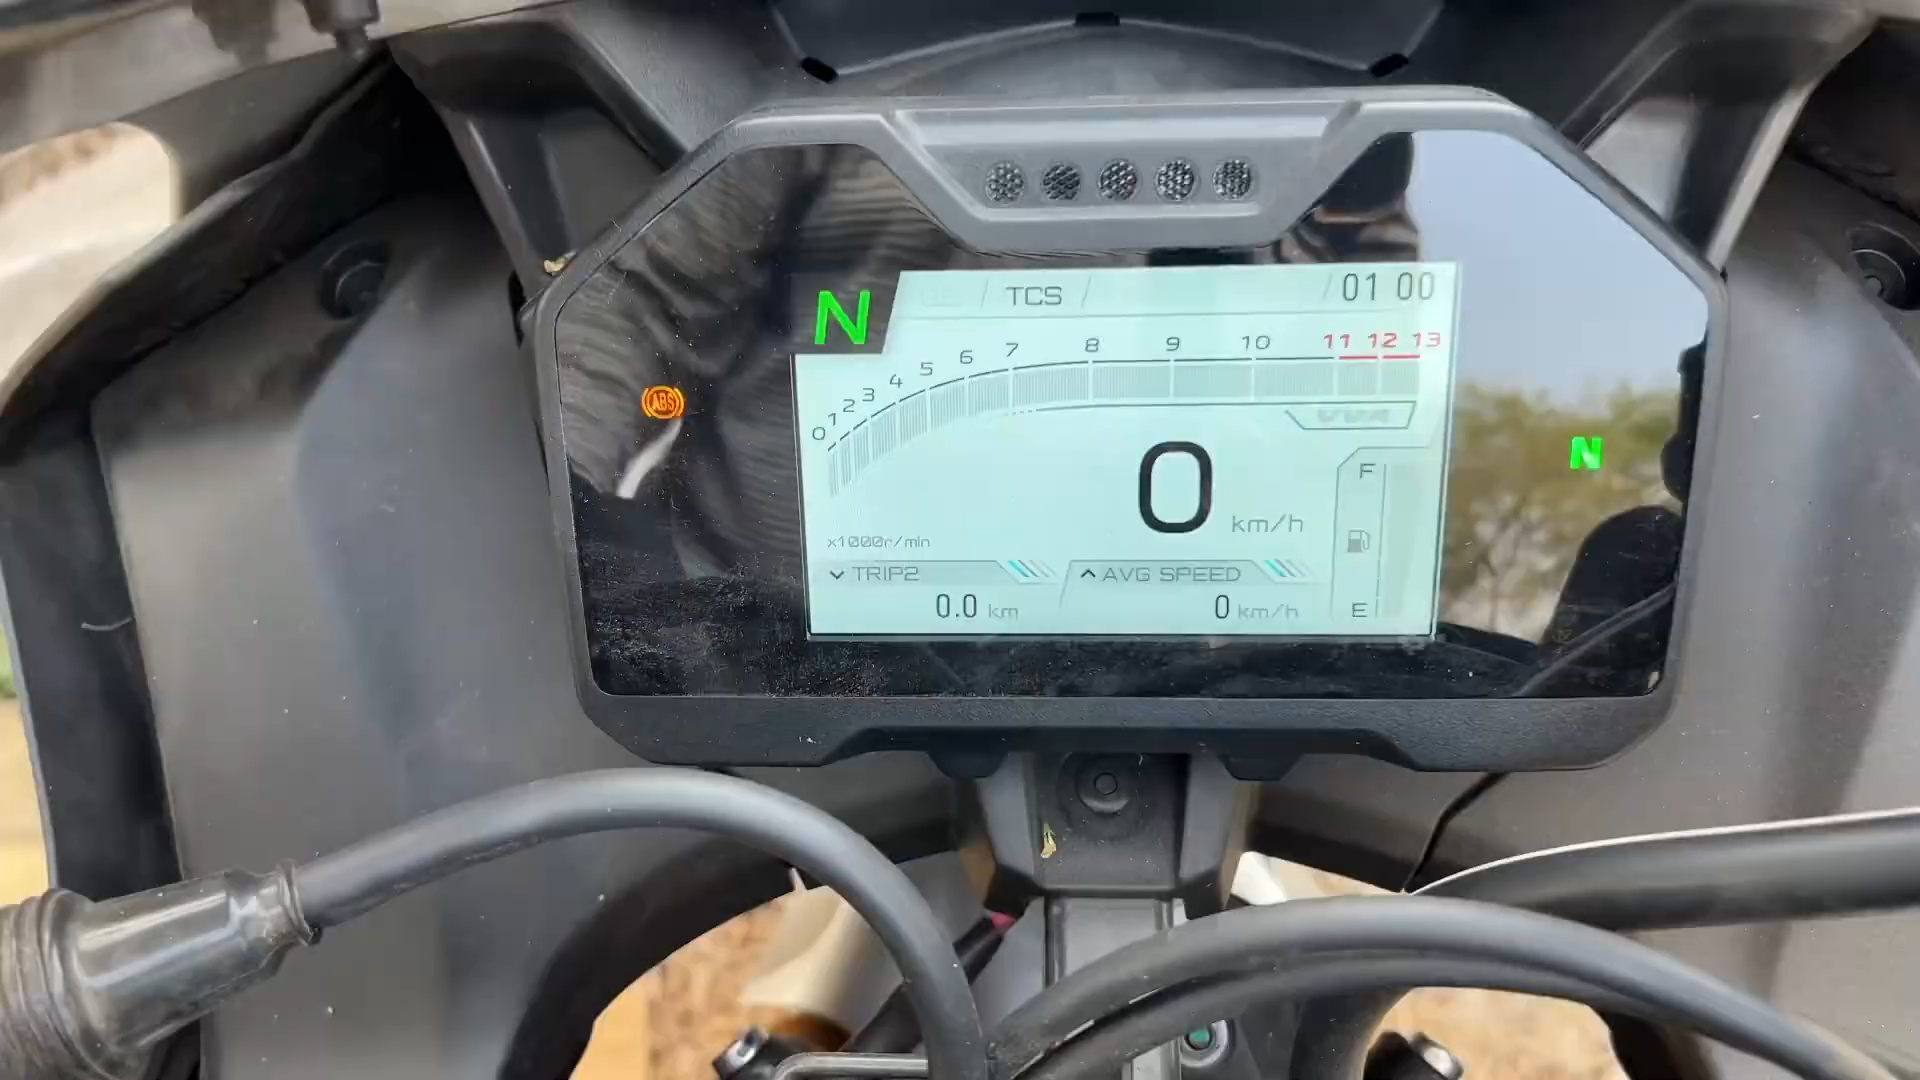 N TCS 01 00
0 1 2 3 4 5 6 7 8 9 10 11 12 13
ABS
N
0 km/h
F
x1000r/min
TRIP2 AVG SPEED
0.0 km 0 km/h E